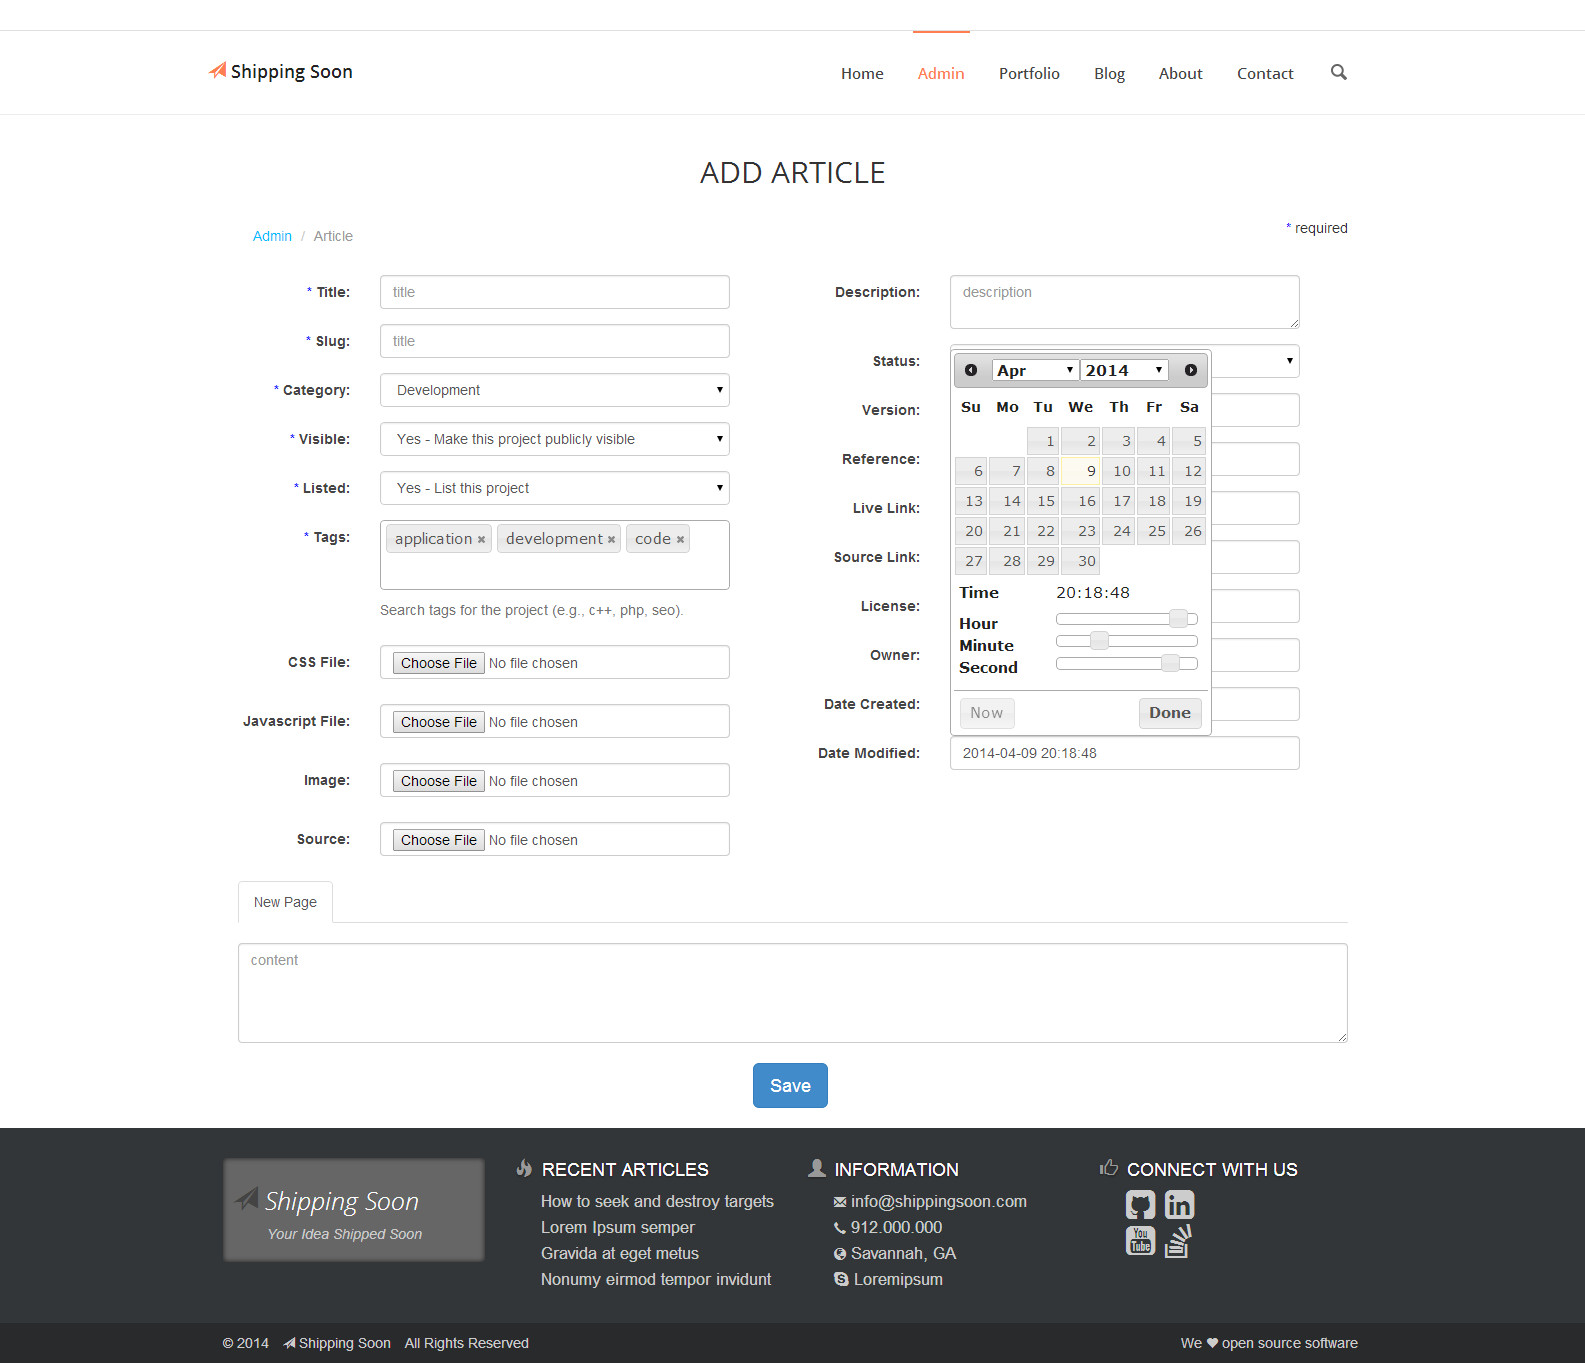 Shipping Soon
Home Admin Portfolio Blog About Contact
ADD ARTICLE
Admin / Article
* required
* Title: title
* Slug: title
* Category: Development
* Visible: Yes - Make this project publicly visible
* Listed: Yes - List this project
* Tags: application × development × code ×
Search tags for the project (e.g., c++, php, seo).
CSS File: Choose File No file chosen
Javascript File: Choose File No file chosen
Image: Choose File No file chosen
Source: Choose File No file chosen
Description: description
Status:
Version:
Reference:
Live Link:
Source Link:
License:
Owner:
Date Created:
Date Modified: 2014-04-09 20:18:48
Apr 2014
Su Mo Tu We Th Fr Sa
1 2 3 4 5
6 7 8 9 10 11 12
13 14 15 16 17 18 19
20 21 22 23 24 25 26
27 28 29 30
Time 20:18:48
Hour
Minute
Second
Now Done
New Page
content
Save
Shipping Soon
Your Idea Shipped Soon
RECENT ARTICLES
How to seek and destroy targets
Lorem Ipsum semper
Gravida at eget metus
Nonumy eirmod tempor invidunt
INFORMATION
info@shippingsoon.com
912.000.000
Savannah, GA
Loremipsum
CONNECT WITH US
in
You
Tube
© 2014 Shipping Soon All Rights Reserved
We ♥ open source software